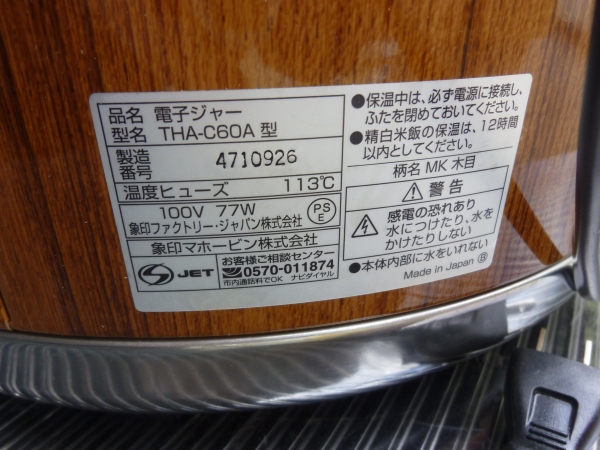 品名 電子ジャー
型名 THA-C60A 型
製造番号 4710926
温度ヒューズ 113℃
100V 77W
象印ファクトリー・ジャパン株式会社
PSE
象印マホービン株式会社
JET
お客様ご相談センター
0570-011874
市内通話料でOK ナビダイヤル
●保温中は、必ず電源に接続し、
ふたを閉めておいてください。
●精白米飯の保温は、12時間
以内としてください。
柄名 MK 木目
警告
感電の恐れあり
水につけたり、水を
かけたりしない
●本体内部に水をいれない
Made in Japan Ⓑ